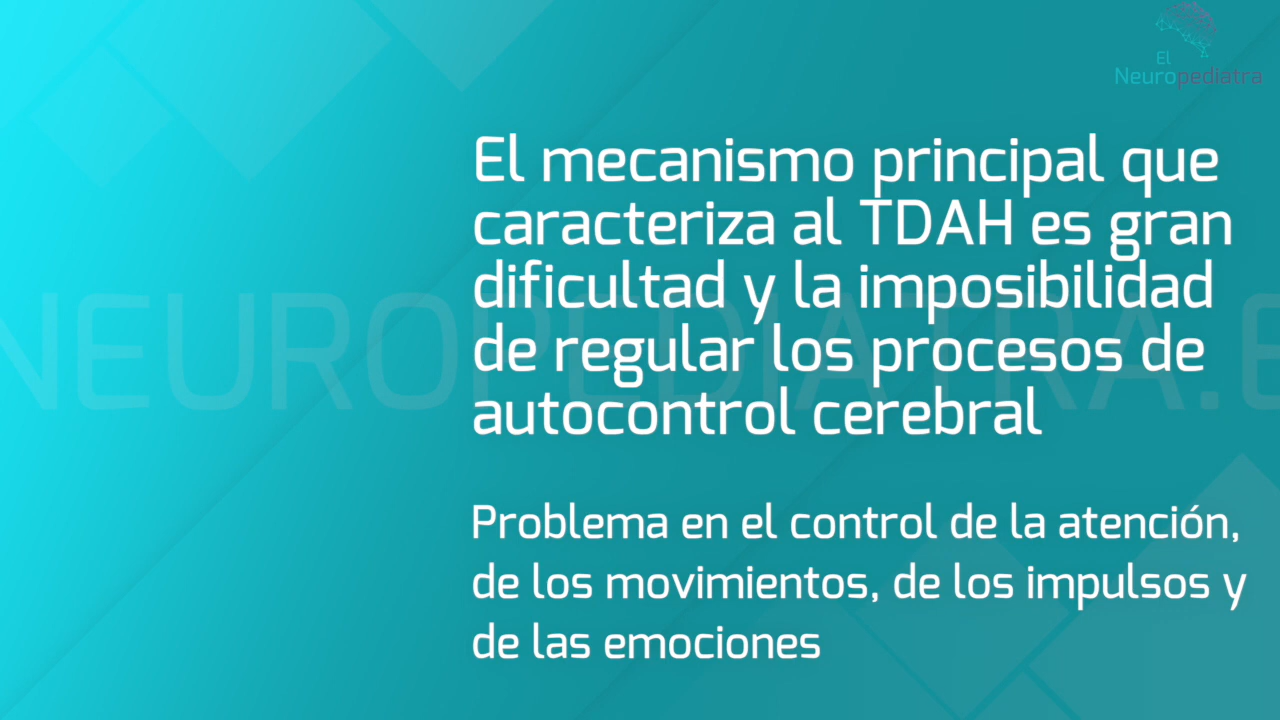 El
Neuropediatra
El mecanismo principal que
caracteriza al TDAH es gran
dificultad y la imposibilidad
de regular los procesos de
autocontrol cerebral
NEUROPEDIATRA.E
Problema en el control de la atención,
de los movimientos, de los impulsos y
de las emociones